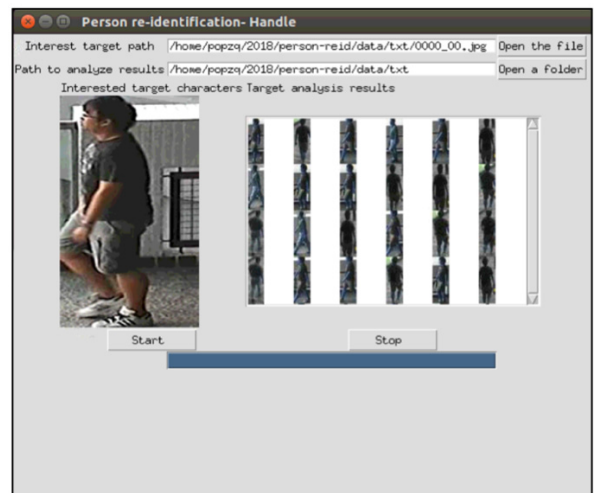 Person re-identification- Handle
Interest target path /home/popzq/2018/person-reid/data/txt/0000_00.jpg Open the file
Path to analyze results /home/popzq/2018/person-reid/data/txt Open a folder
Interested target characters Target analysis results
Start Stop